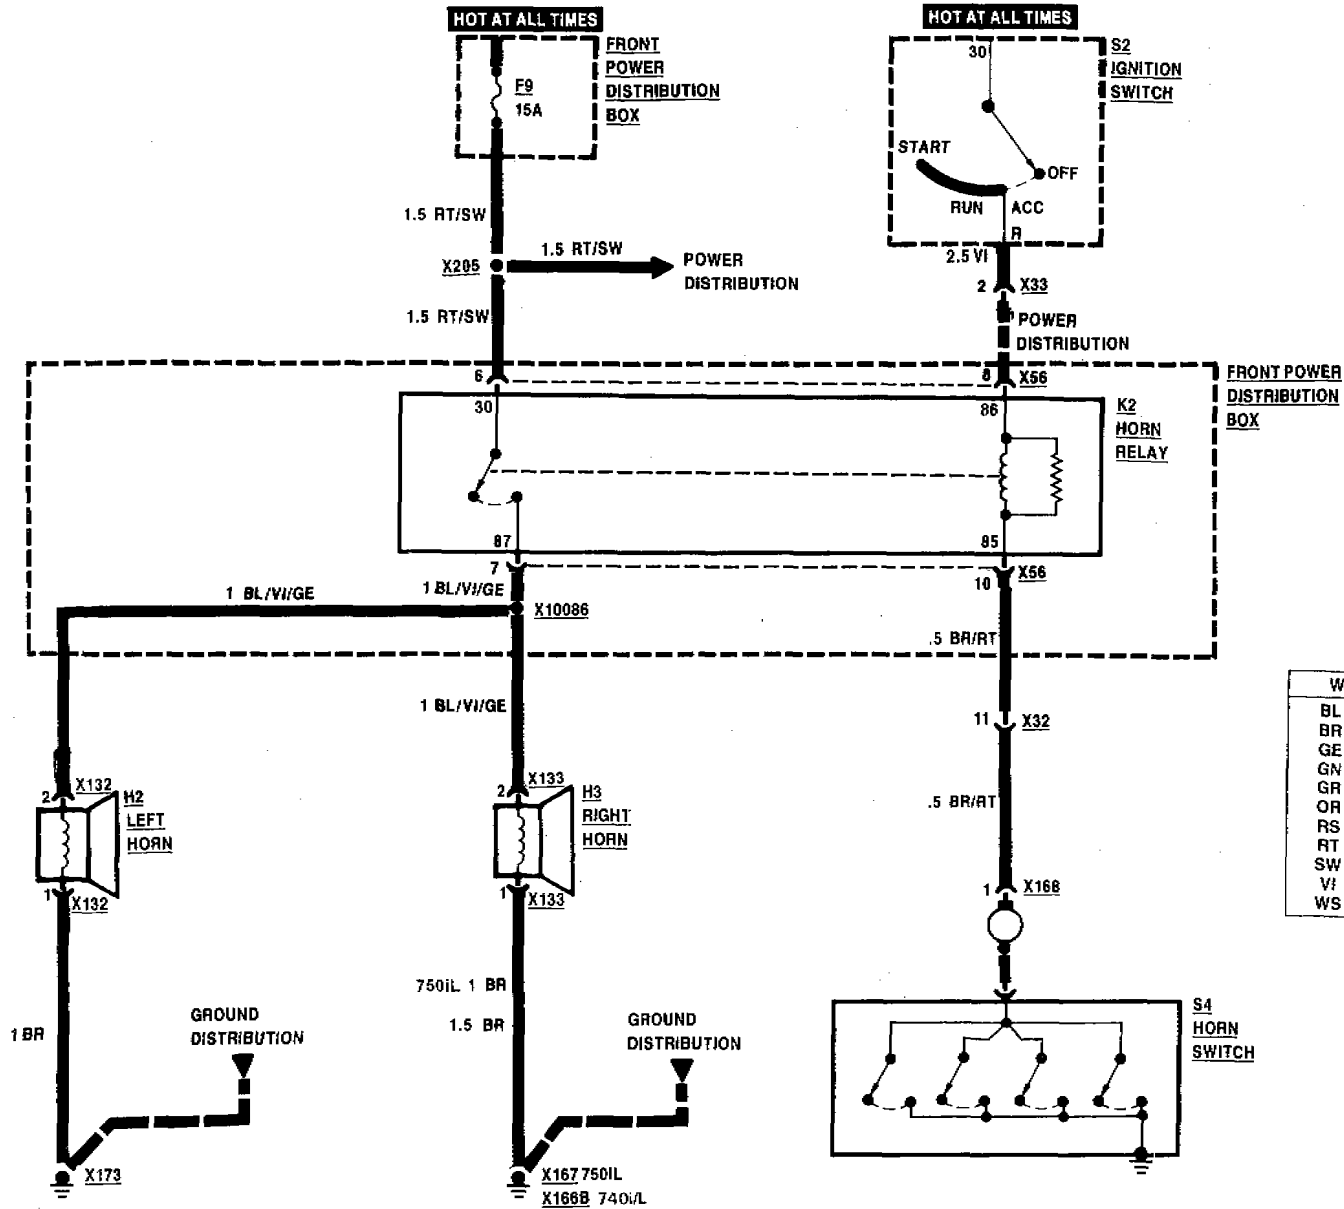 HOT AT ALL TIMES
FRONT
POWER
DISTRIBUTION
BOX
F9
15A
HOT AT ALL TIMES
30
S2
IGNITION
SWITCH
START
OFF
RUN
ACC
R
1.5 RT/SW
X205
1.5 RT/SW
POWER
DISTRIBUTION
1.5 RT/SW
2.5 VI
2
X33
POWER
DISTRIBUTION
6
8
X56
FRONT POWER
DISTRIBUTION
BOX
30
86
K2
HORN
RELAY
87
85
7
10
X56
1 BL/VI/GE
1 BL/VI/GE
X10086
.5 BR/RT
1 BL/VI/GE
11
X32
W
BL
BR
GE
GN
GR
OR
RS
RT
SW
VI
WS
2
X132
H2
LEFT
HORN
2
X133
H3
RIGHT
HORN
.5 BR/RT
1
X132
1
X133
1
X168
750iL 1 BR
1.5 BR
1 BR
GROUND
DISTRIBUTION
GROUND
DISTRIBUTION
S4
HORN
SWITCH
X173
X167 750IL
X166B 740i/L